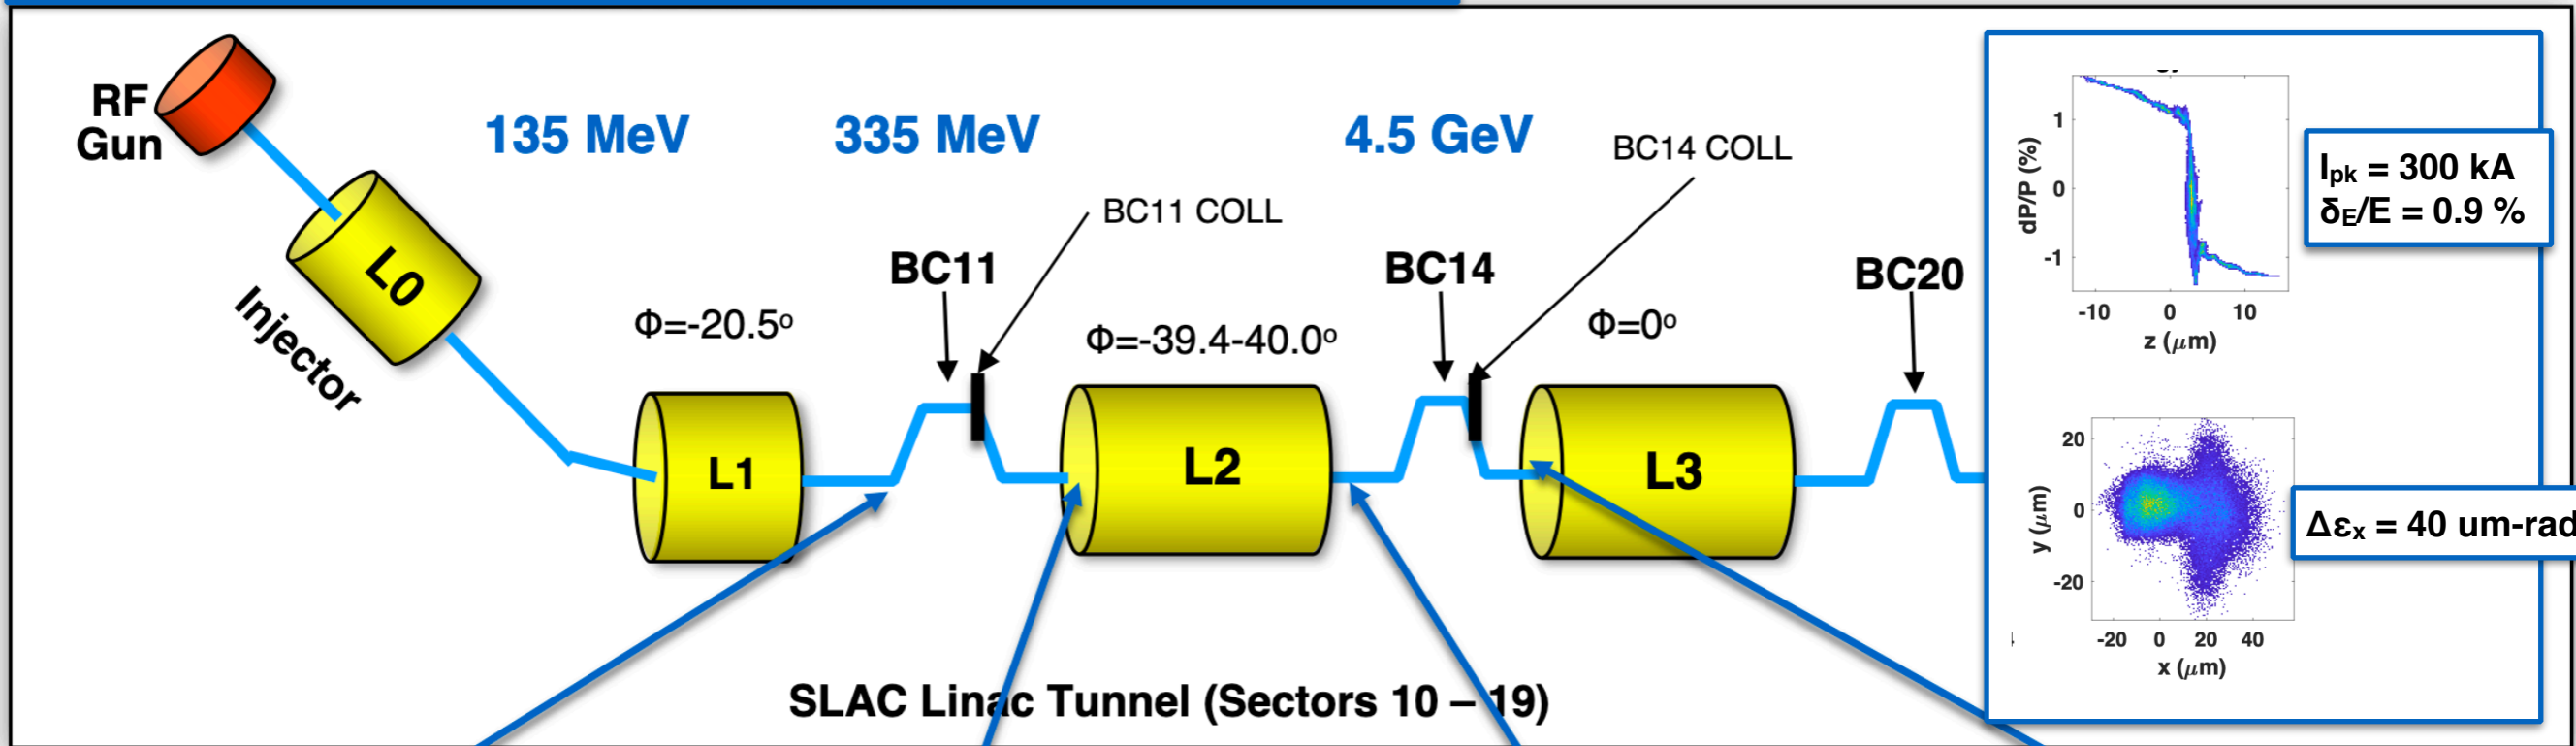 RF
Gun
135 MeV
335 MeV
4.5 GeV
BC14 COLL
BC11 COLL
L0
Injector
BC11
BC14
BC20
Φ=-20.5º
Φ=-39.4-40.0º
Φ=0º
L1
L2
L3
SLAC Linac Tunnel (Sectors 10 – 19)
dP/P (%)
1
0
-1
-10 0 10
z (μm)
Ipk = 300 kA
δE/E = 0.9 %
y (μm)
20
0
-20
-20 0 20 40
x (μm)
Δεx = 40 um-rad